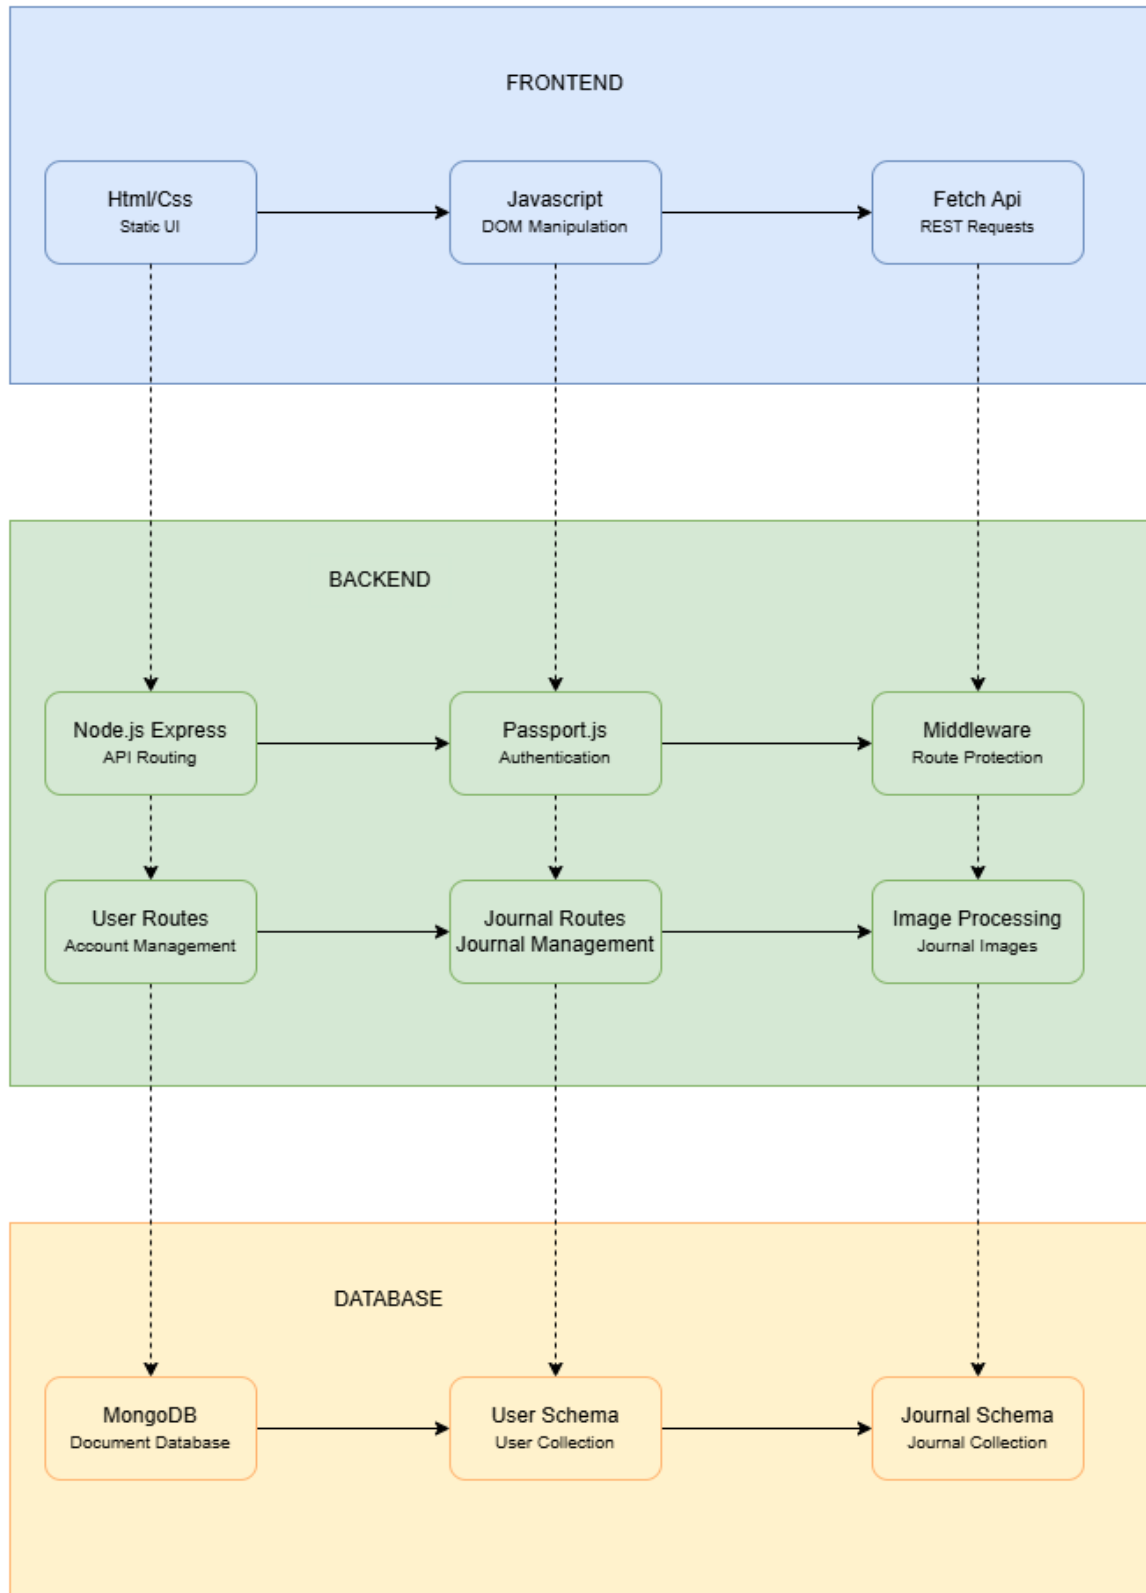 FRONTEND
Html/Css
Static UI
Javascript
DOM Manipulation
Fetch Api
REST Requests
BACKEND
Node.js Express
API Routing
Passport.js
Authentication
Middleware
Route Protection
User Routes
Account Management
Journal Routes
Journal Management
Image Processing
Journal Images
DATABASE
MongoDB
Document Database
User Schema
User Collection
Journal Schema
Journal Collection